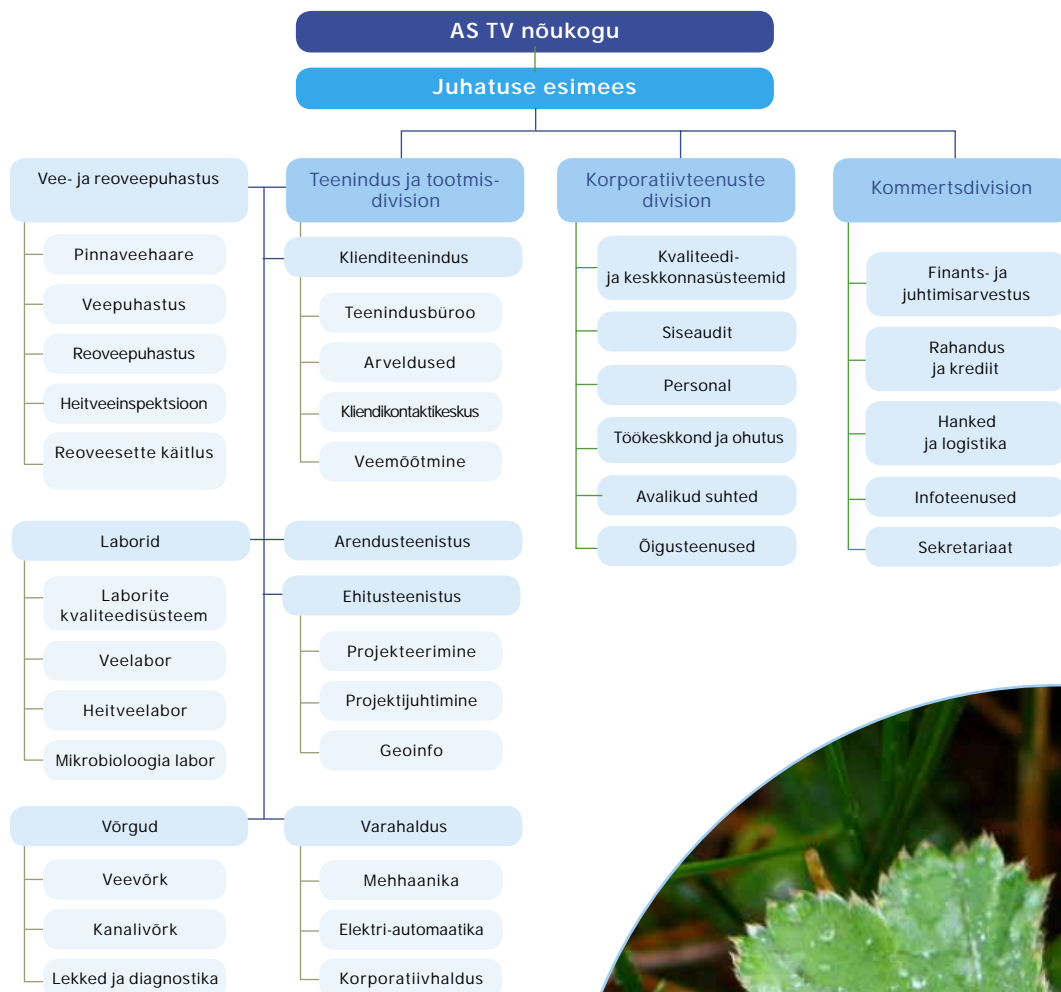 AS TV nõukogu
Juhatuse esimees
Vee- ja reoveepuhastus
Pinnaveehaare
Veepuhastus
Reoveepuhastus
Heitveeinspektsioon
Reoveesette käitlus
Laborid
Laborite
kvaliteedisüsteem
Veelabor
Heitveelabor
Mikrobioloogia labor
Võrgud
Veevõrk
Kanalivõrk
Lekked ja diagnostika
Teenindus ja tootmis-
division
Klienditeenindus
Teenindusbüroo
Arveldused
Kliendikontaktikeskus
Veemõõtmine
Arendusteenistus
Ehitusteenistus
Projekteerimine
Projektijuhtimine
Geoinfo
Varahaldus
Mehhaanika
Elektri-automaatika
Korporatiivhaldus
Korporatiivteenuste
division
Kvaliteedi-
ja keskkonnasüsteemid
Siseaudit
Personal
Töökeskkond ja ohutus
Avalikud suhted
Õigusteenused
Kommertsdivision
Finants- ja
juhtimisarvestus
Rahandus
ja krediit
Hanked
ja logistika
Infoteenused
Sekretariaat